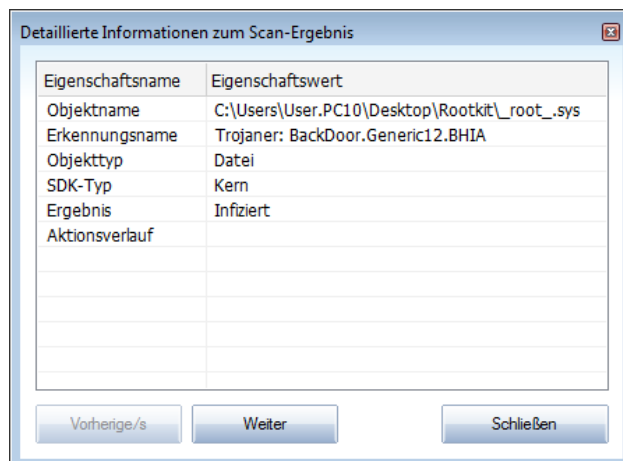 Detaillierte Informationen zum Scan-Ergebnis
Eigenschaftsname Eigenschaftswert
Objektname C:\Users\User.PC10\Desktop\Rootkit\_root_.sys
Erkennungsname Trojaner: BackDoor.Generic12.BHIA
Objekttyp Datei
SDK-Typ Kern
Ergebnis Infiziert
Aktionsverlauf
Vorherige/s Weiter Schließen